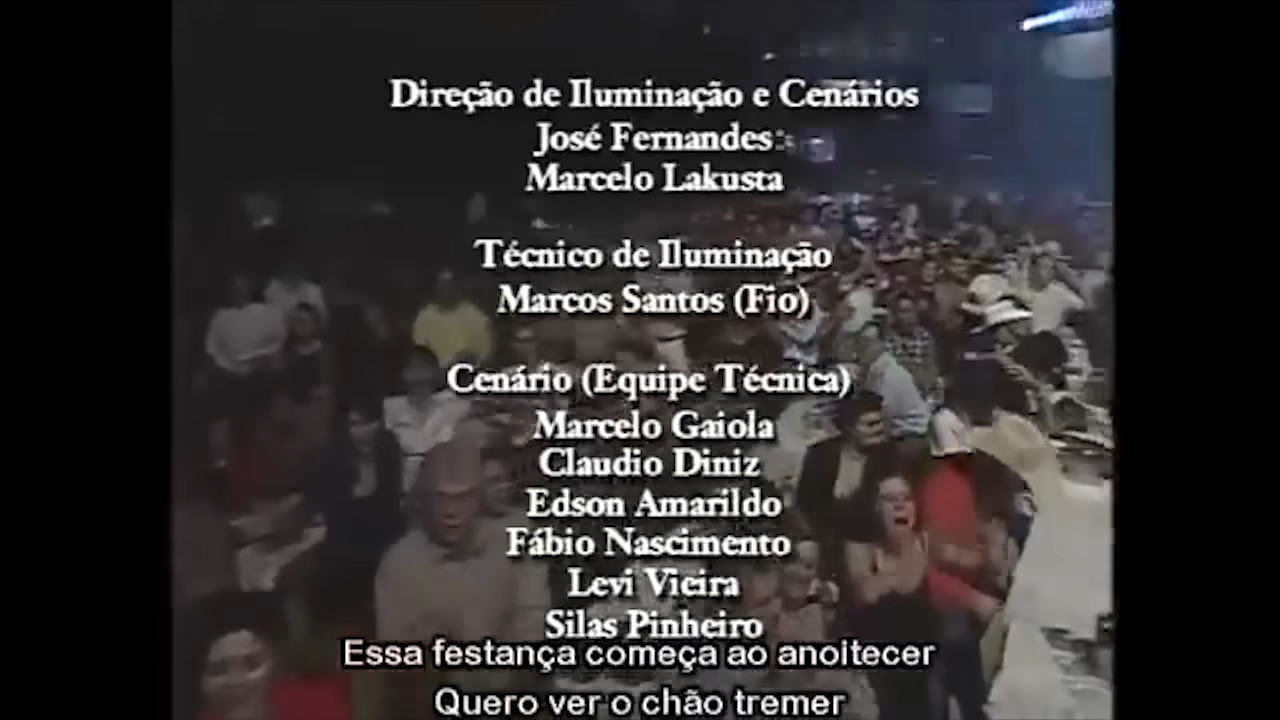 Direção de Iluminação e Cenários
José Fernandes
Marcelo Lakusta
Técnico de Iluminação
Marcos Santos (Fio)
Cenário (Equipe Técnica)
Marcelo Gaiola
Claudio Diniz
Edson Amarildo
Fábio Nascimento
Levi Vieira
Silas Pinheiro
Essa festança começa ao anoitecer
Quero ver o chão tremer